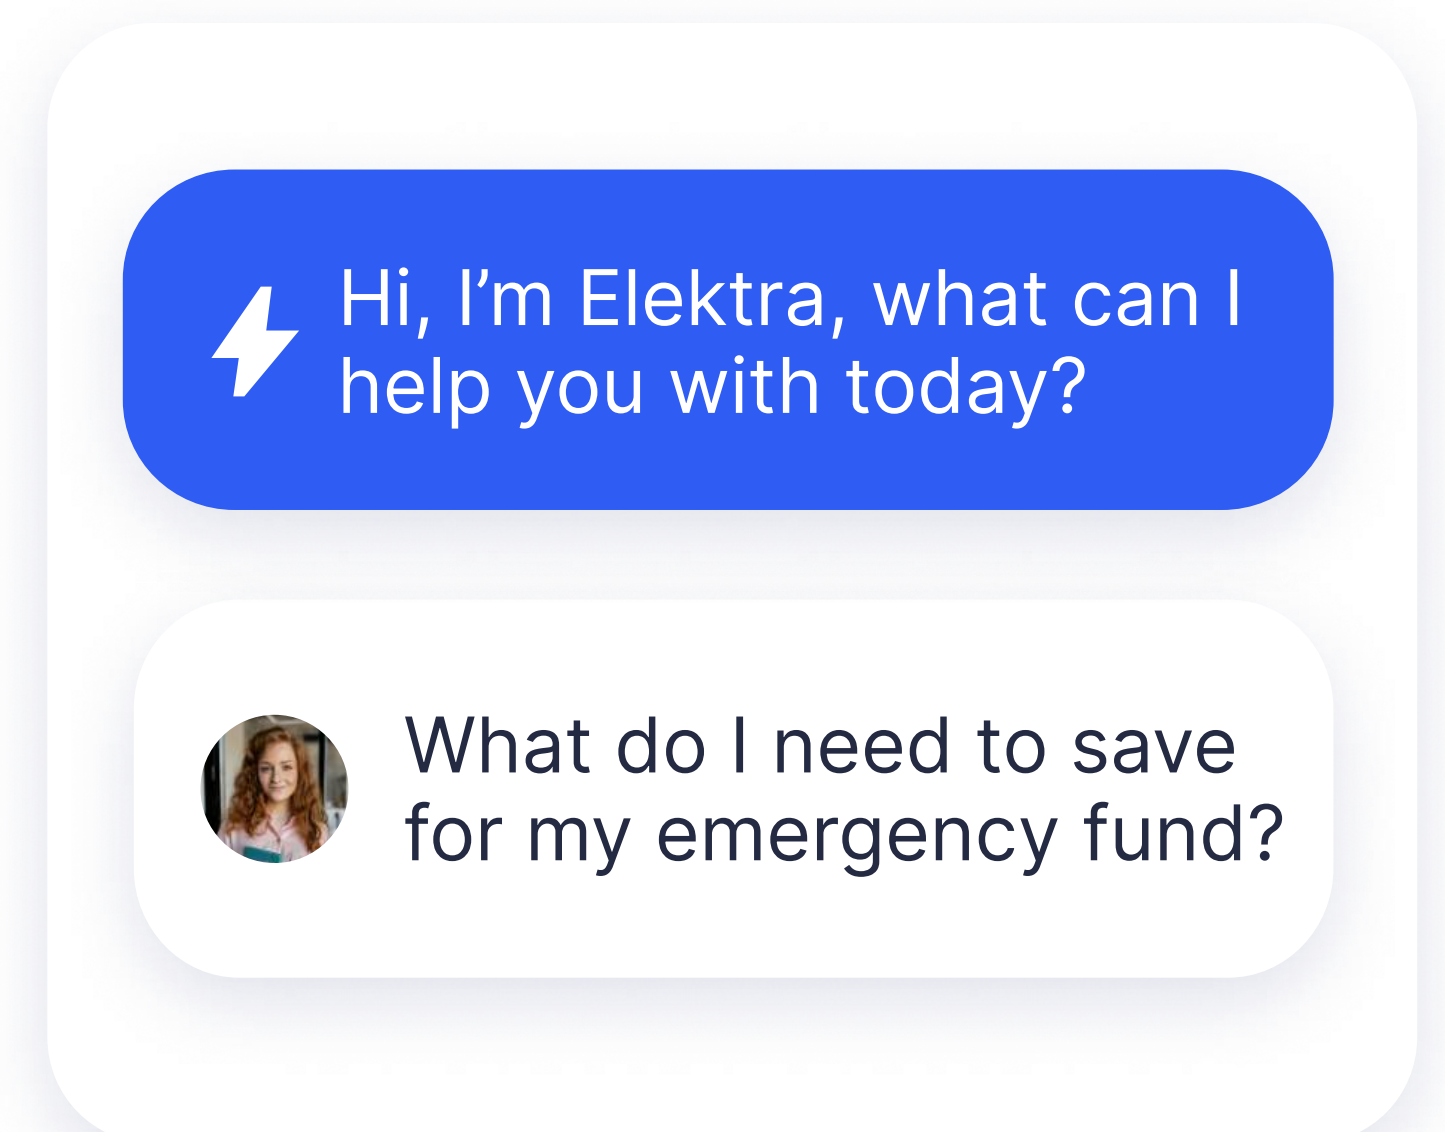 Hi, I’m Elektra, what can I
help you with today?
What do I need to save
for my emergency fund?